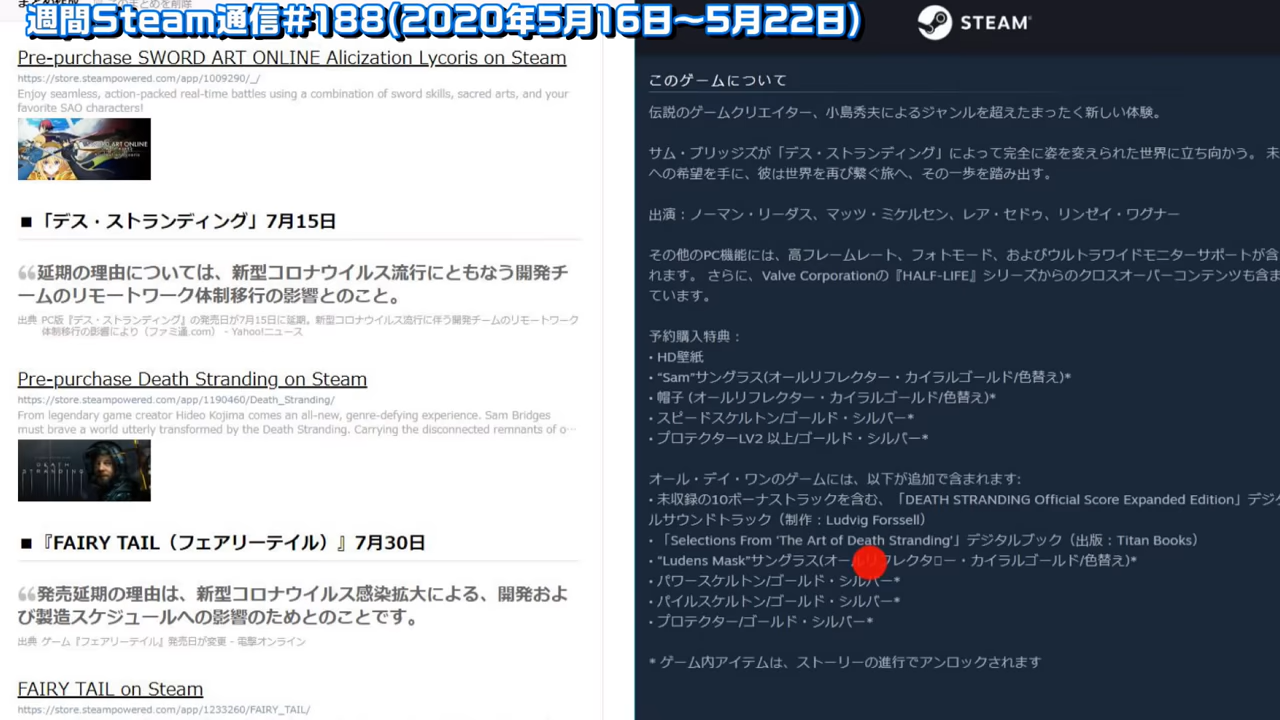 週間Steam通信#188(2020年5月16日～5月22日)
Pre-purchase SWORD ART ONLINE Alicization Lycoris on Steam
https://store.steampowered.com/app/1009290/_/
Enjoy seamless, action-packed real-time battles using a combination of sword skills, sacred arts, and your
favorite SAO characters!
■「デス・ストランディング」7月15日
延期の理由については、新型コロナウイルス流行にともなう開発チ
ームのリモートワーク体制移行の影響とのこと。
出典 PC版『デス・ストランディング』の発売日が7月15日に延期。新型コロナウイルス流行に伴う開発チームのリモートワーク
体制移行の影響により（ファミ通.com） - Yahoo!ニュース
Pre-purchase Death Stranding on Steam
https://store.steampowered.com/app/1190460/Death_Stranding/
From legendary game creator Hideo Kojima comes an all-new, genre-defying experience. Sam Bridges
must brave a world utterly transformed by the Death Stranding. Carrying the disconnected remnants of o…
DEATH
STRANDING
■『FAIRY TAIL（フェアリーテイル）』7月30日
発売延期の理由は、新型コロナウイルス感染拡大による、開発およ
び製造スケジュールへの影響のためとのことです。
出典 ゲーム『フェアリーテイル』発売日が変更 - 電撃オンライン
FAIRY TAIL on Steam
https://store.steampowered.com/app/1233260/FAIRY_TAIL/
STEAM
このゲームについて
伝説のゲームクリエイター、小島秀夫によるジャンルを超えたまったく新しい体験。
サム・ブリッジズが「デス・ストランディング」によって完全に姿を変えられた世界に立ち向かう。 未
への希望を手に、彼は世界を再び繋ぐ旅へ、その一歩を踏み出す。
出演：ノーマン・リーダス、マッツ・ミケルセン、レア・セドゥ、リンゼイ・ワグナー
その他のPC機能には、高フレームレート、フォトモード、およびウルトラワイドモニターサポートが含
れます。 さらに、Valve Corporationの『HALF-LIFE』シリーズからのクロスオーバーコンテンツも含ま
ています。
予約購入特典：
• HD壁紙
• “Sam”サングラス(オールリフレクター・カイラルゴールド/色替え)*
• 帽子 (オールリフレクター・カイラルゴールド/色替え)*
• スピードスケルトン/ゴールド・シルバー*
• プロテクターLV2 以上/ゴールド・シルバー*
オール・デイ・ワンのゲームには、以下が追加で含まれます:
• 未収録の10ボーナストラックを含む、「DEATH STRANDING Official Score Expanded Edition」デジタ
ルサウンドトラック（制作：Ludvig Forssell）
• 「Selections From ‘The Art of Death Stranding’」デジタルブック（出版：Titan Books）
• “Ludens Mask”サングラス(オールリフレクタ▯ー・カイラルゴールド/色替え)*
• パワースケルトン/ゴールド・シルバー*
• パイルスケルトン/ゴールド・シルバー*
• プロテクター/ゴールド・シルバー*
* ゲーム内アイテムは、ストーリーの進行でアンロックされます